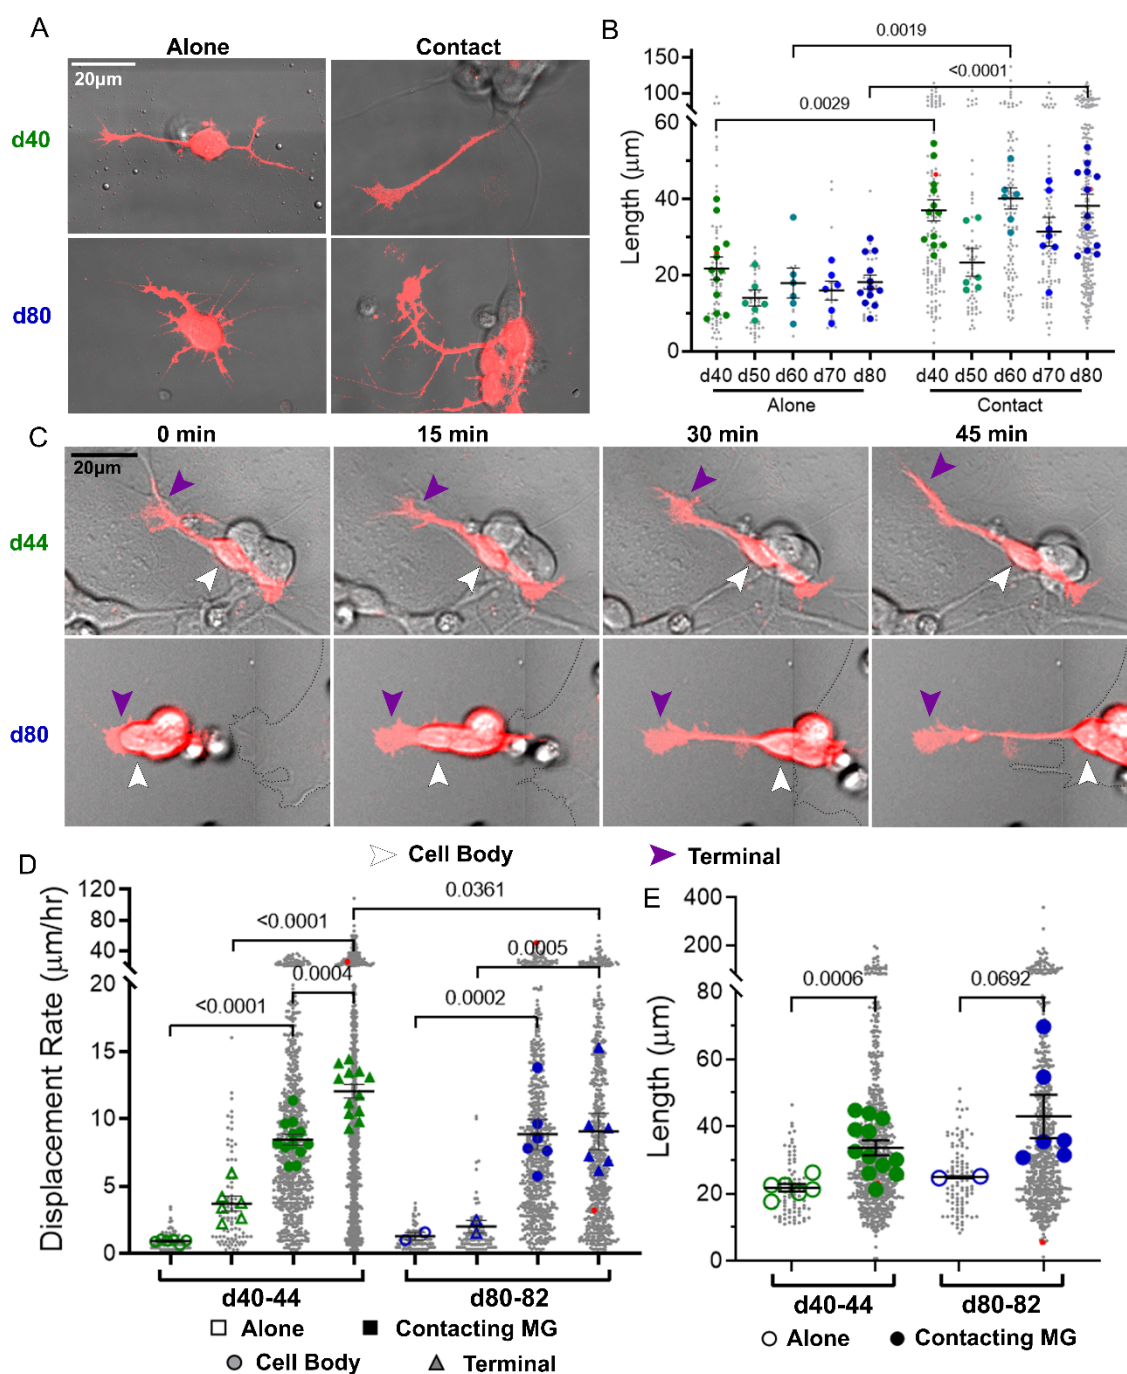 A
Alone
Contact
20μm
d40
d80
B
Length (μm)
150
100
60
40
20
0
0.0019
<0.0001
0.0029
d40 d50 d60 d70 d80 d40 d50 d60 d70 d80
Alone
Contact
C
0 min
15 min
30 min
45 min
20μm
d44
d80
Cell Body
Terminal
D
Displacement Rate (μm/hr)
120
80
40
20
15
10
5
0
0.0361
<0.0001
0.0005
0.0004
<0.0001
0.0002
d40-44
d80-82
Alone
Contacting MG
Cell Body
Terminal
E
Length (μm)
400
200
80
60
40
20
0
0.0006
0.0692
d40-44
d80-82
Alone
Contacting MG